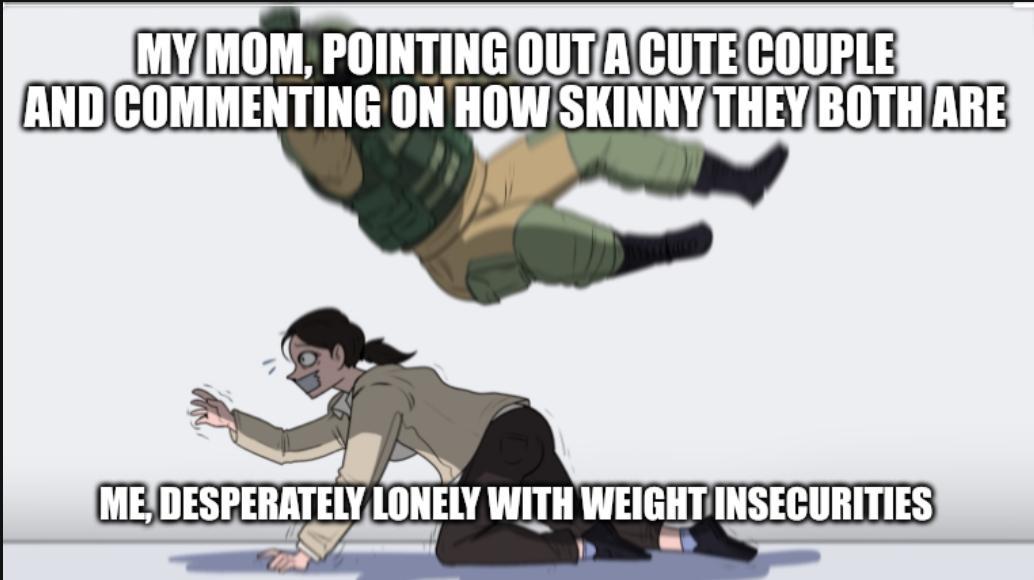 MY MOM, POINTING OUT A CUTE COUPLE
AND COMMENTING ON HOW SKINNY THEY BOTH ARE
ME, DESPERATELY LONELY WITH WEIGHT INSECURITIES